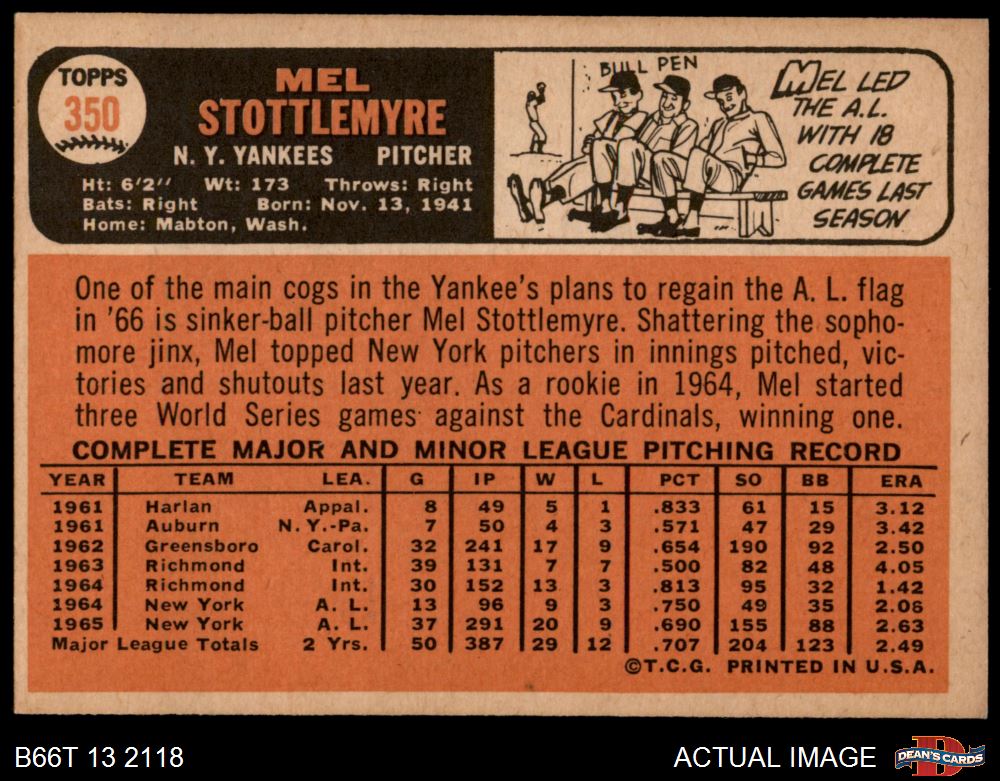 TOPPS
350
MEL
STOTTLEMYRE
N. Y. YANKEES PITCHER
Ht: 6'2" Wt: 173 Throws: Right
Bats: Right Born: Nov. 13, 1941
Home: Mabton, Wash.
BULL PEN
MEL LED
THE A.L.
WITH 18
COMPLETE
GAMES LAST
SEASON
One of the main cogs in the Yankee's plans to regain the A. L. flag
in '66 is sinker-ball pitcher Mel Stottlemyre. Shattering the sopho-
more jinx, Mel topped New York pitchers in innings pitched, vic-
tories and shutouts last year. As a rookie in 1964, Mel started
three World Series games against the Cardinals, winning one.
COMPLETE MAJOR AND MINOR LEAGUE PITCHING RECORD
YEAR TEAM LEA. G IP W L PCT SO BB ERA
1961 Harlan Appal. 8 49 5 1 .833 61 15 3.12
1961 Auburn N.Y.-Pa. 7 50 4 3 .571 47 29 3.42
1962 Greensboro Carol. 32 241 17 9 .654 190 92 2.50
1963 Richmond Int. 39 131 7 7 .500 82 48 4.05
1964 Richmond Int. 30 152 13 3 .813 95 32 1.42
1964 New York A. L. 13 96 9 3 .750 49 35 2.06
1965 New York A. L. 37 291 20 9 .690 155 88 2.63
Major League Totals 2 Yrs. 50 387 29 12 .707 204 123 2.49
©T.C.G. PRINTED IN U.S.A.
B66T 13 2118
ACTUAL IMAGE
D
DEAN'S CARDS